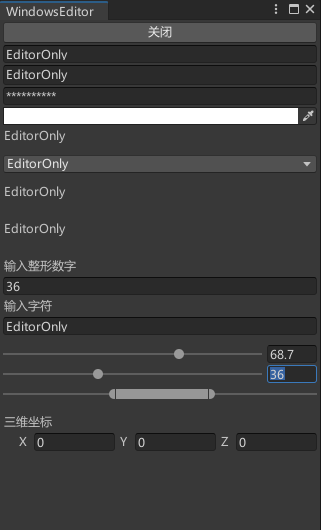 WindowsEditor
关闭
EditorOnly
EditorOnly
**********
EditorOnly
EditorOnly
EditorOnly
EditorOnly
输入整形数字
36
输入字符
EditorOnly
68.7
36
三维坐标
X 0 Y 0 Z 0